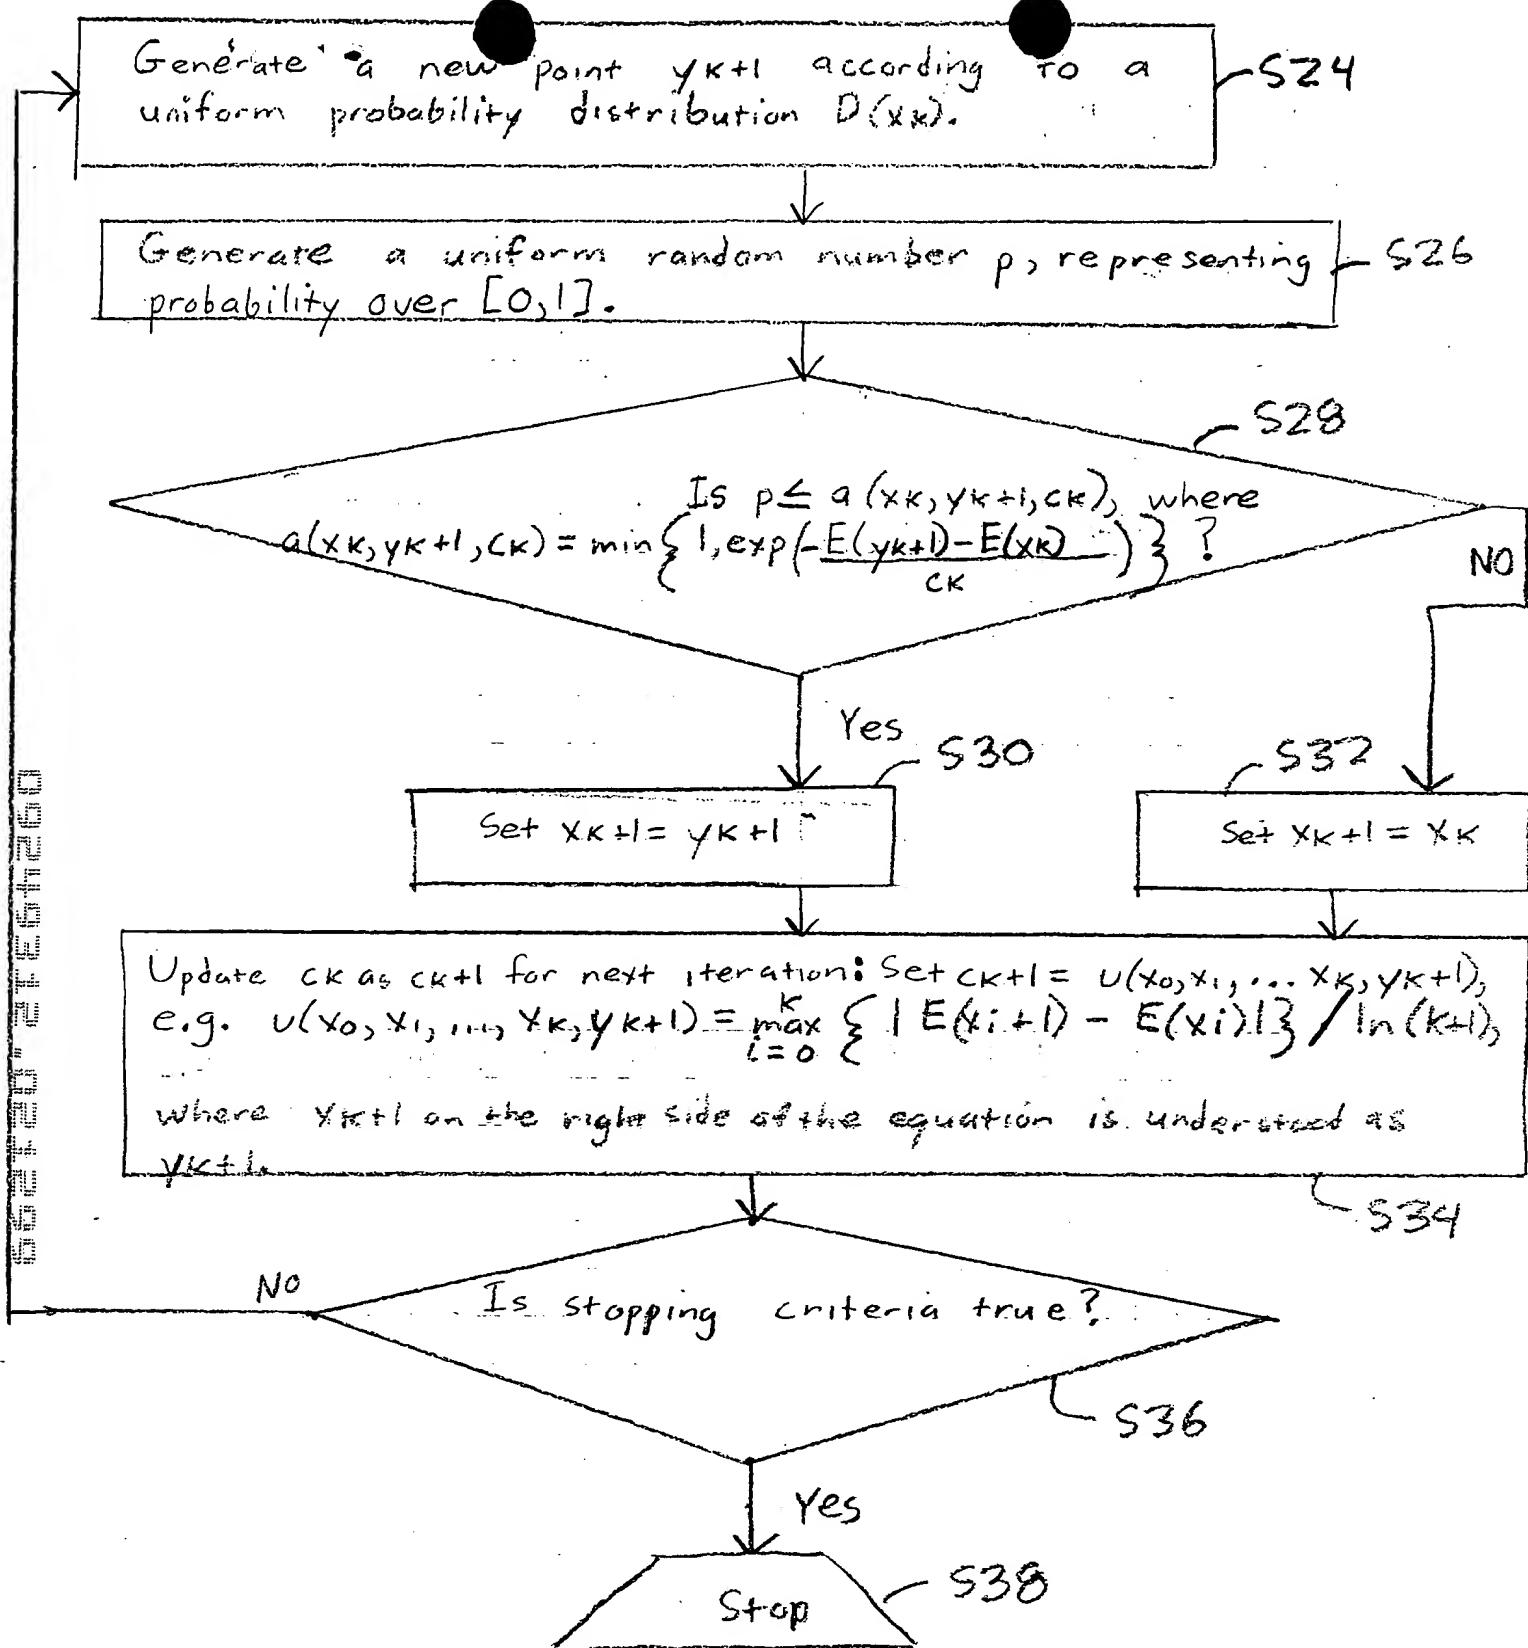 Generate a new point yk+1 according to a
uniform probability distribution D(xk).
S24
Generate a uniform random number p, representing
probability over [0,1].
S26
S28
Is p≤ a(xk,yk+1,ck), where
a(xk,yk+1,ck) = min{1,exp(-E(yk+1)-E(xk)/ck)}?
NO
Yes
S30
S32
Set xk+1 = yk+1
Set xk+1 = xk
Update ck as ck+1 for next iteration: Set ck+1 = u(x0,x1,... xk,yk+1),
e.g. u(x0,x1,...,xk,yk+1) = max i=0 k {|E(xi+1) - E(xi)|} / ln(k+1),
where xk+1 on the right side of the equation is understood as
yk+1.
S34
NO
Is stopping criteria true?
S36
Yes
Stop
S38